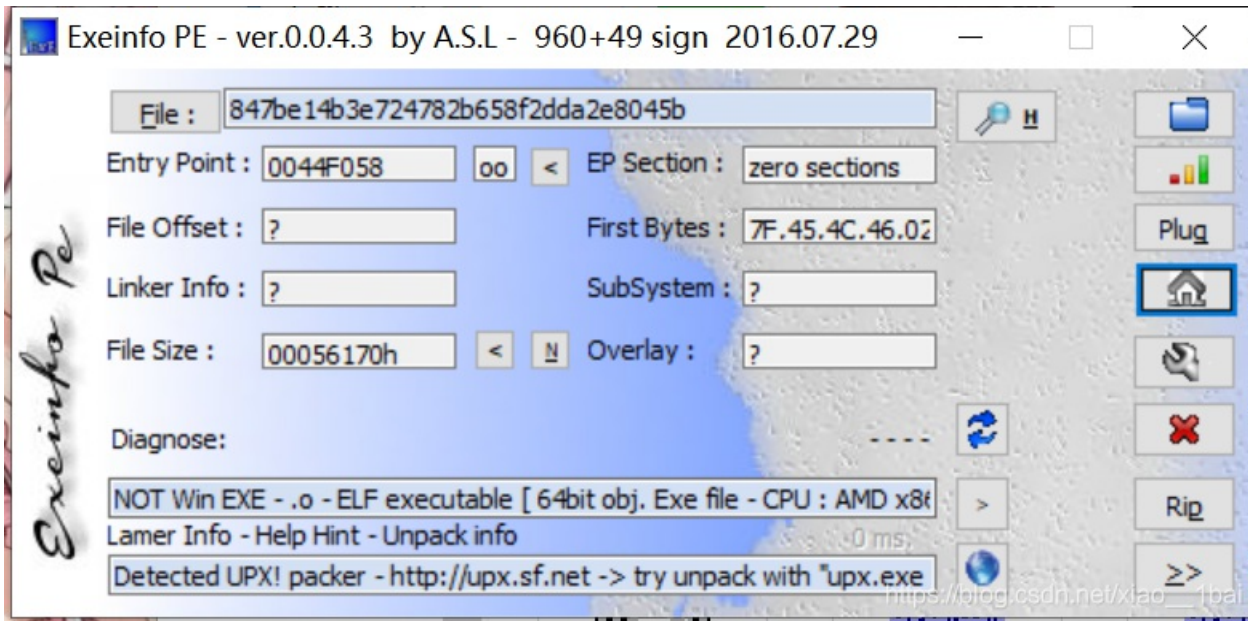 Exeinfo PE - ver.0.0.4.3 by A.S.L - 960+49 sign 2016.07.29
File : 847be14b3e724782b658f2dda2e8045b H
Entry Point : 0044F058 oo < EP Section : zero sections
File Offset : ? First Bytes : 7F.45.4C.46.02 Plug
Linker Info : ? SubSystem : ?
File Size : 00056170h < N Overlay : ?
Diagnose: - - - -
NOT Win EXE - .o - ELF executable [ 64bit obj. Exe file - CPU : AMD x86 > Rip
Lamer Info - Help Hint - Unpack info 0 ms.
Detected UPX! packer - http://upx.sf.net -> try unpack with "upx.exe >>
Exeinfo Pe
https://blog.csdn.net/xiao__1bai